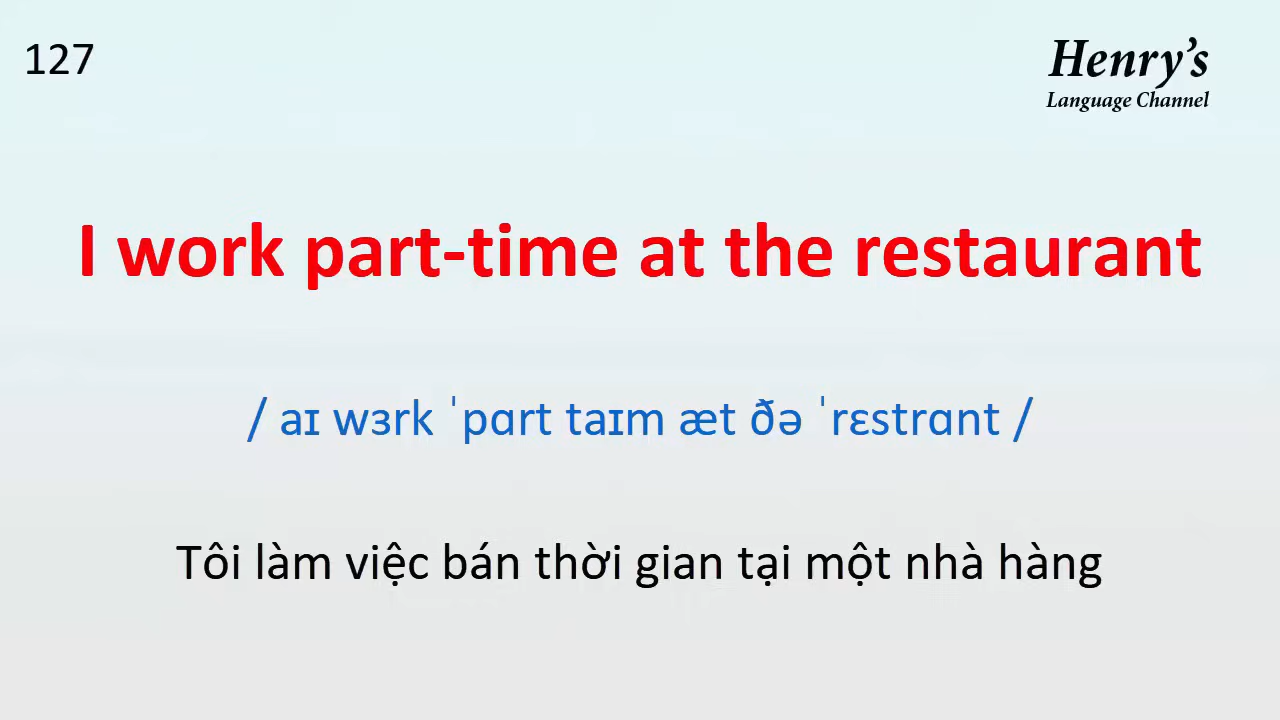 127
Henry's
Language Channel
I work part-time at the restaurant
/ aɪ wɜrk ˈpɑrt taɪm æt ðə ˈrɛstrɑnt /
Tôi làm việc bán thời gian tại một nhà hàng